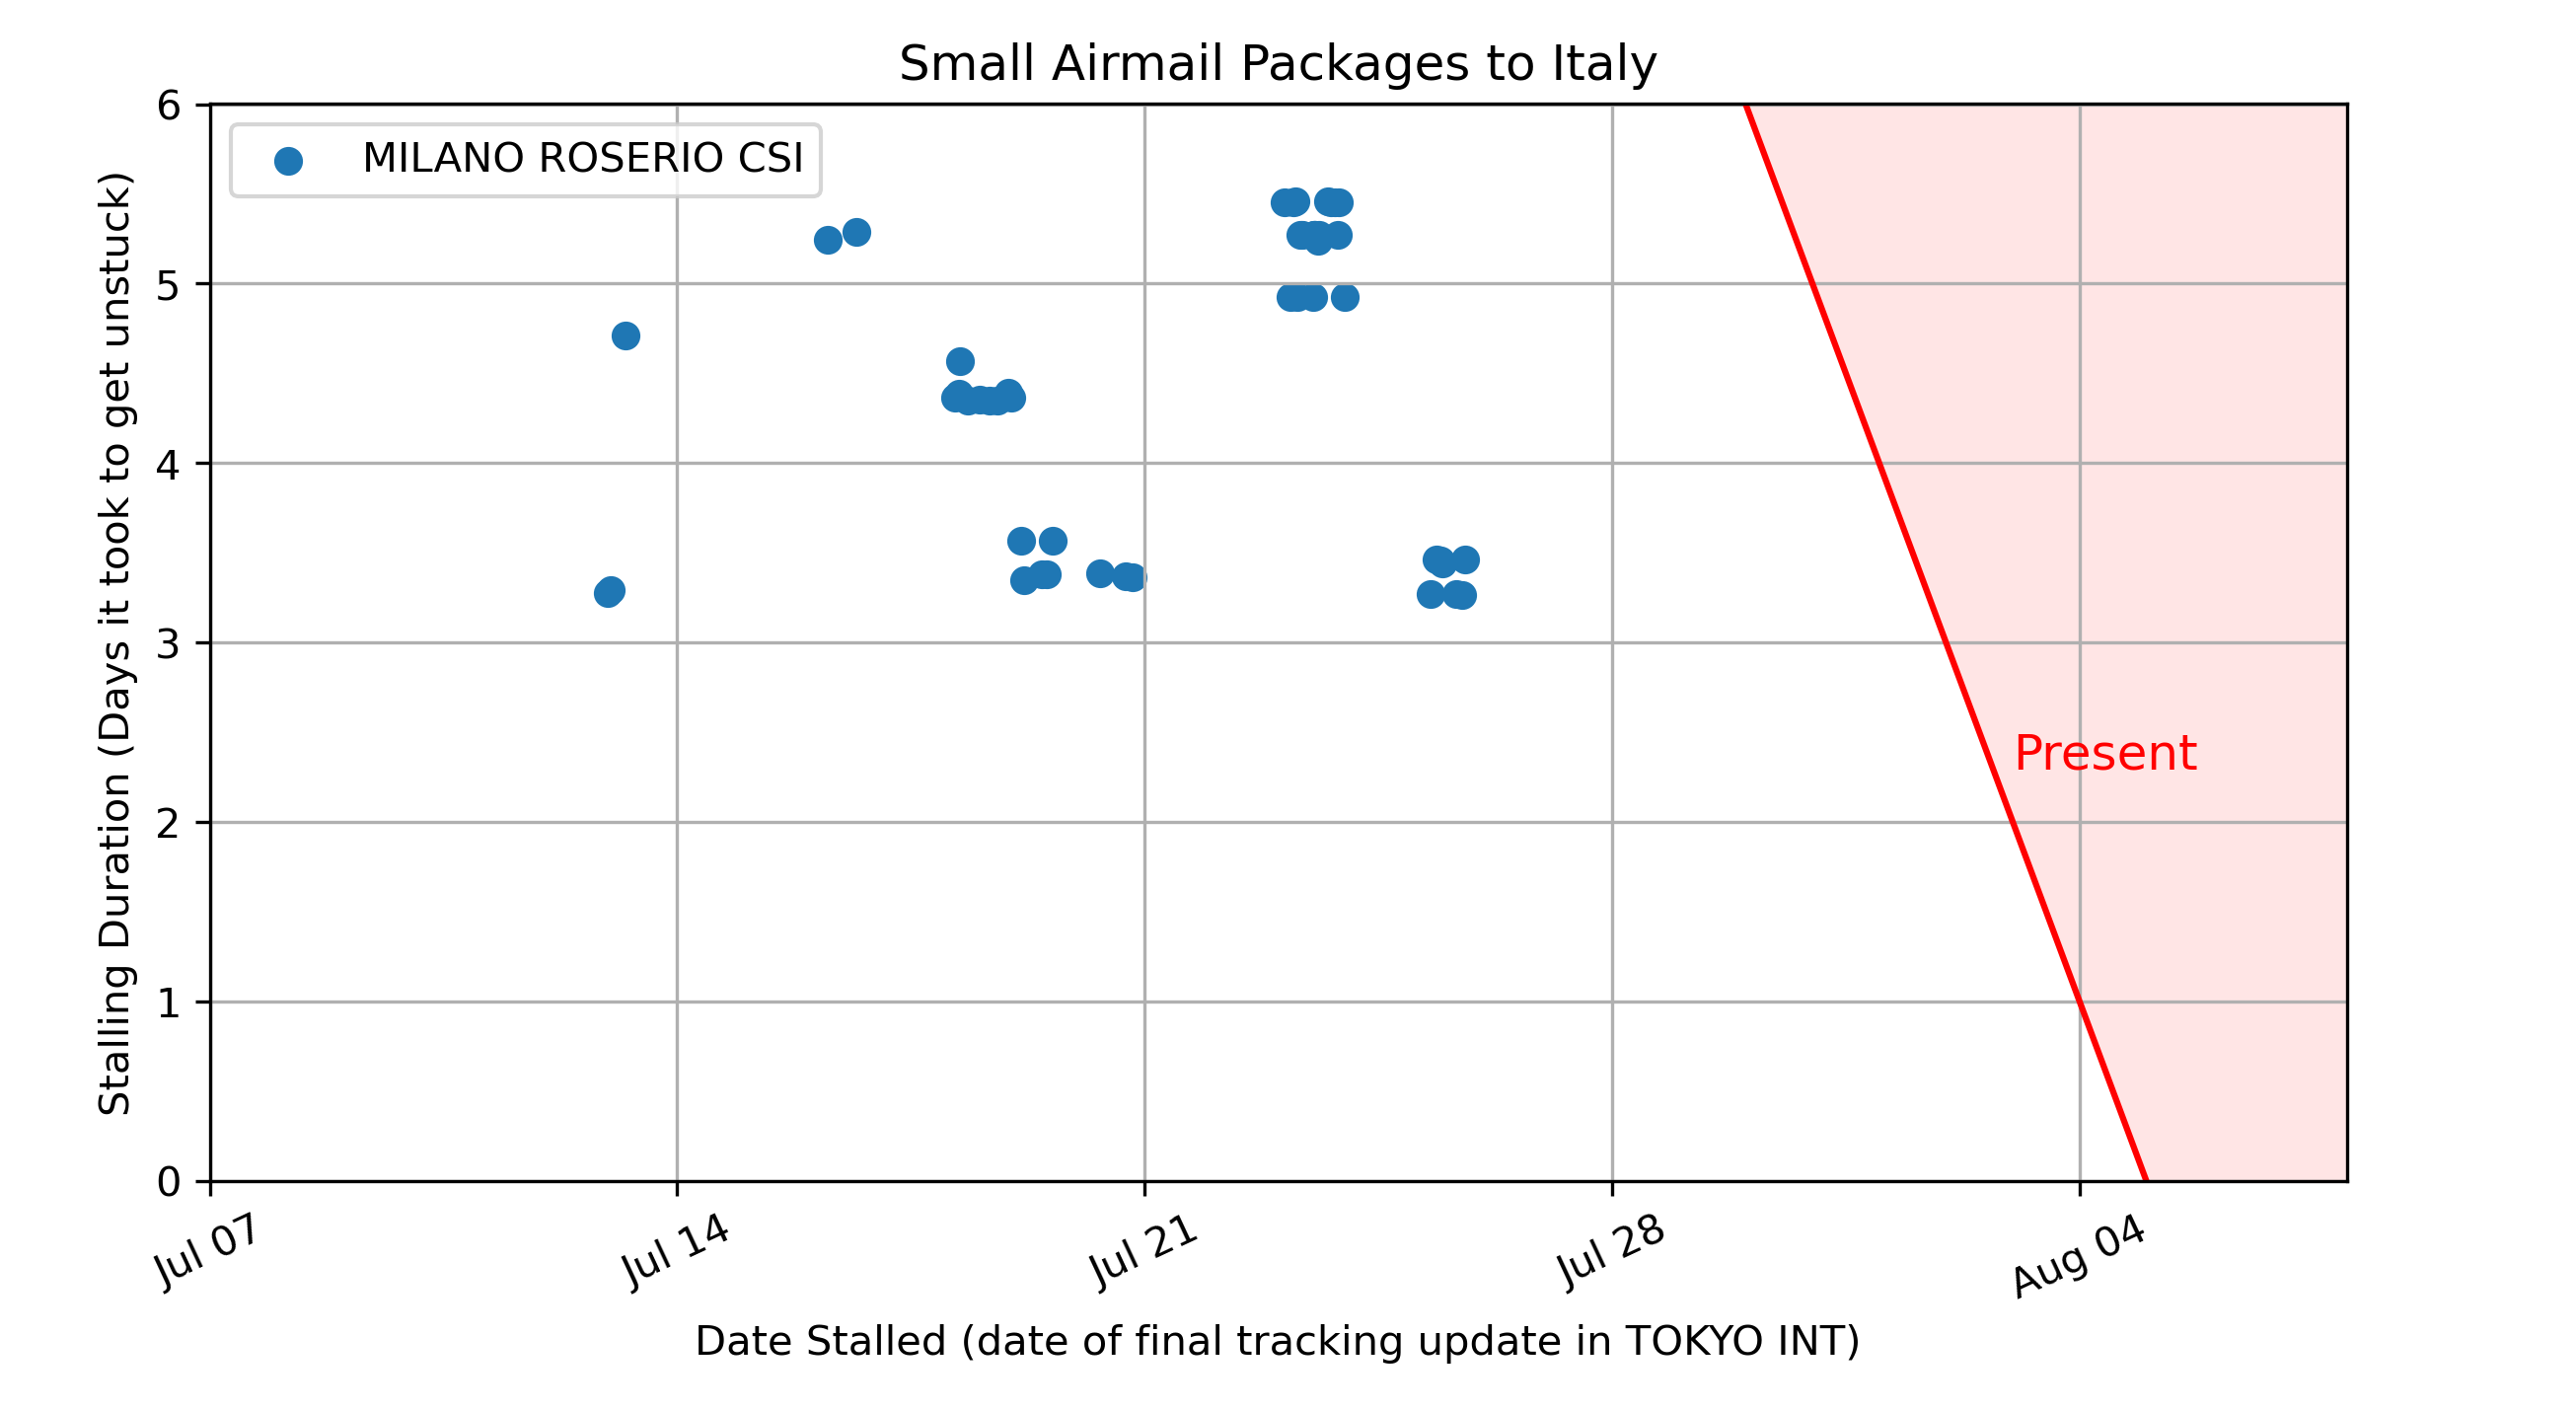 Small Airmail Packages to Italy
MILANO ROSERIO CSI
Stalling Duration (Days it took to get unstuck)
6
5
4
3
2
1
0
Present
Jul 07
Jul 14
Jul 21
Jul 28
Aug 04
Date Stalled (date of final tracking update in TOKYO INT)